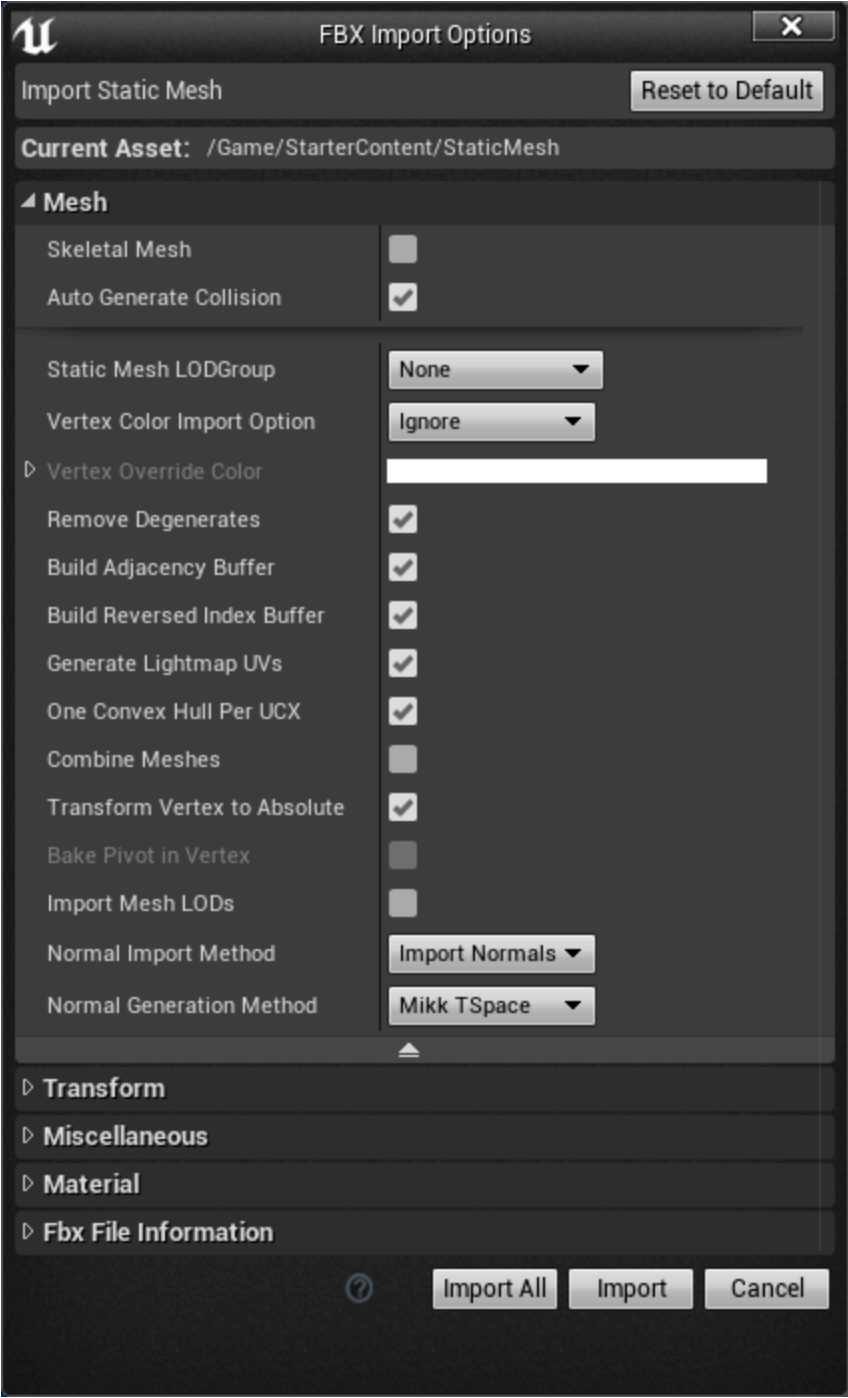 FBX Import Options
Import Static Mesh
Reset to Default
Current Asset: /Game/StarterContent/StaticMesh
Mesh
Skeletal Mesh
Auto Generate Collision
Static Mesh LODGroup
None
Vertex Color Import Option
Ignore
Vertex Override Color
Remove Degenerates
Build Adjacency Buffer
Build Reversed Index Buffer
Generate Lightmap UVs
One Convex Hull Per UCX
Combine Meshes
Transform Vertex to Absolute
Bake Pivot in Vertex
Import Mesh LODs
Normal Import Method
Import Normals
Normal Generation Method
Mikk TSpace
Transform
Miscellaneous
Material
Fbx File Information
?
Import All
Import
Cancel